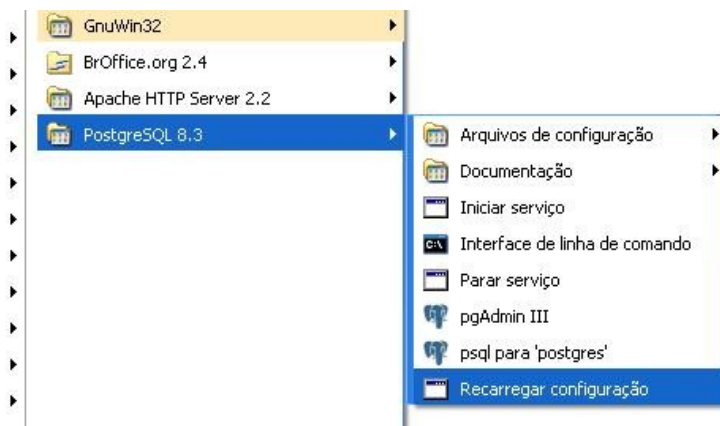 GnuWin32
BrOffice.org 2.4
Apache HTTP Server 2.2
PostgreSQL 8.3
Arquivos de configuração
Documentação
Iniciar serviço
Interface de linha de comando
Parar serviço
pgAdmin III
psql para 'postgres'
Recarregar configuração